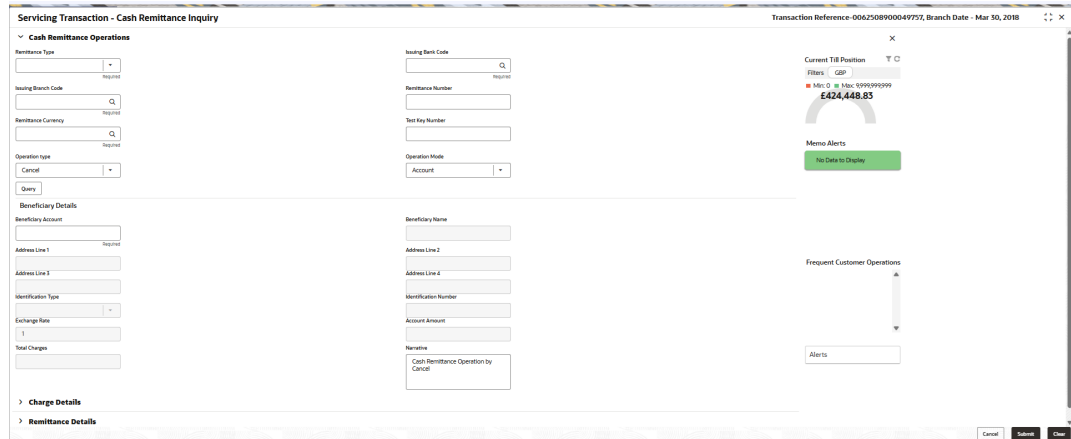 Servicing Transaction - Cash Remittance Inquiry
Transaction Reference-0062508900049757, Branch Date - Mar 30, 2018
Cash Remittance Operations
Remittance Type
Required
Issuing Bank Code
Required
Issuing Branch Code
Required
Remittance Number
Remittance Currency
Required
Test Key Number
Operation type
Cancel
Operation Mode
Account
Query
Beneficiary Details
Beneficiary Account
Required
Beneficiary Name
Address Line 1
Address Line 2
Address Line 3
Address Line 4
Identification Type
Identification Number
Exchange Rate
1
Account Amount
Total Charges
Narrative
Cash Remittance Operation by
Cancel
Charge Details
Remittance Details
Current Till Position
Filters GBP
Min: 0 Max: 9,999,999,999
£424,448.83
Memo Alerts
No Data to Display
Frequent Customer Operations
Alerts
Cancel Submit Clear